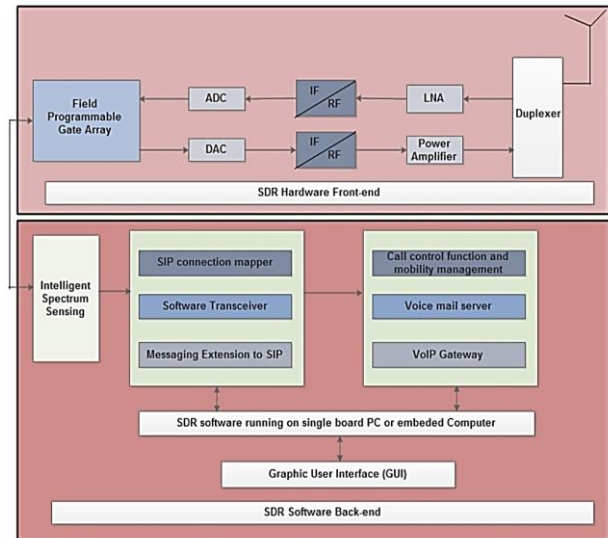 Field
Programmable
Gate Array
ADC
IF
RF
LNA
Duplexer
DAC
IF
RF
Power
Amplifier
SDR Hardware Front-end
Intelligent
Spectrum
Sensing
SIP connection mapper
Software Transceiver
Messaging Extension to SIP
Call control function and
mobility management
Voice mail server
VoIP Gateway
SDR software running on single board PC or embeded Computer
Graphic User Interface (GUI)
SDR Software Back-end